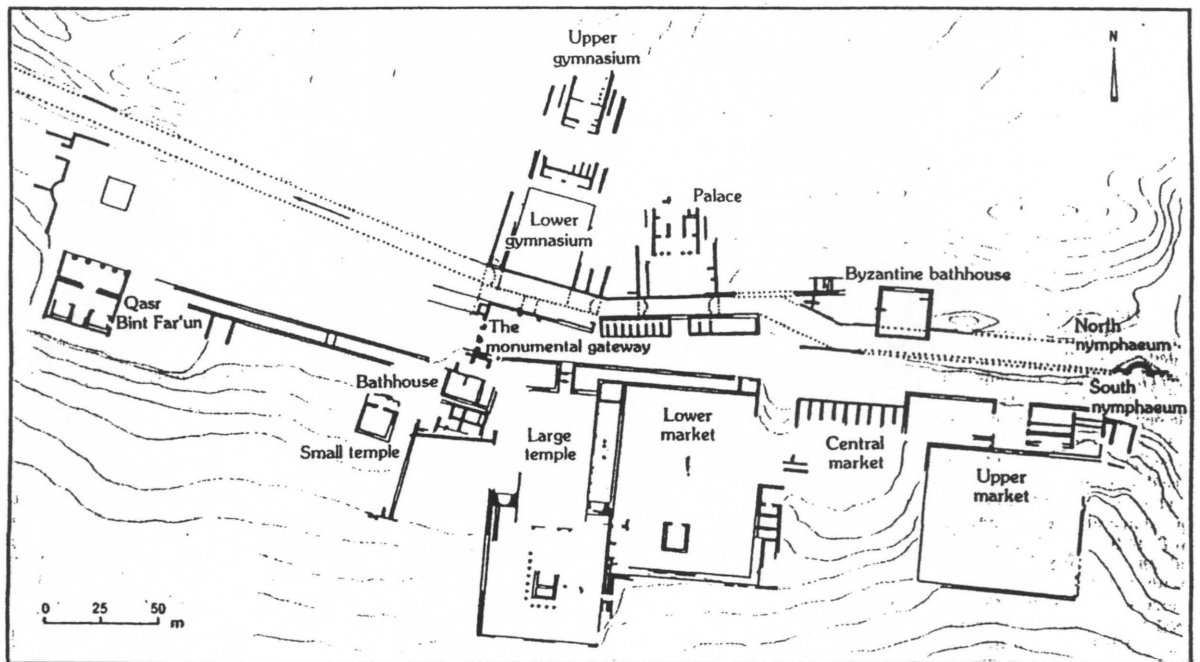 Upper
gymnasium
N
Palace
Lower
gymnasium
Byzantine bathhouse
Qasr
Bint Far'un
The
monumental gateway
North
nymphaeum
Bathhouse
South
nymphaeum
Small temple
Large
temple
Lower
market
Central
market
Upper
market
0 25 50
m